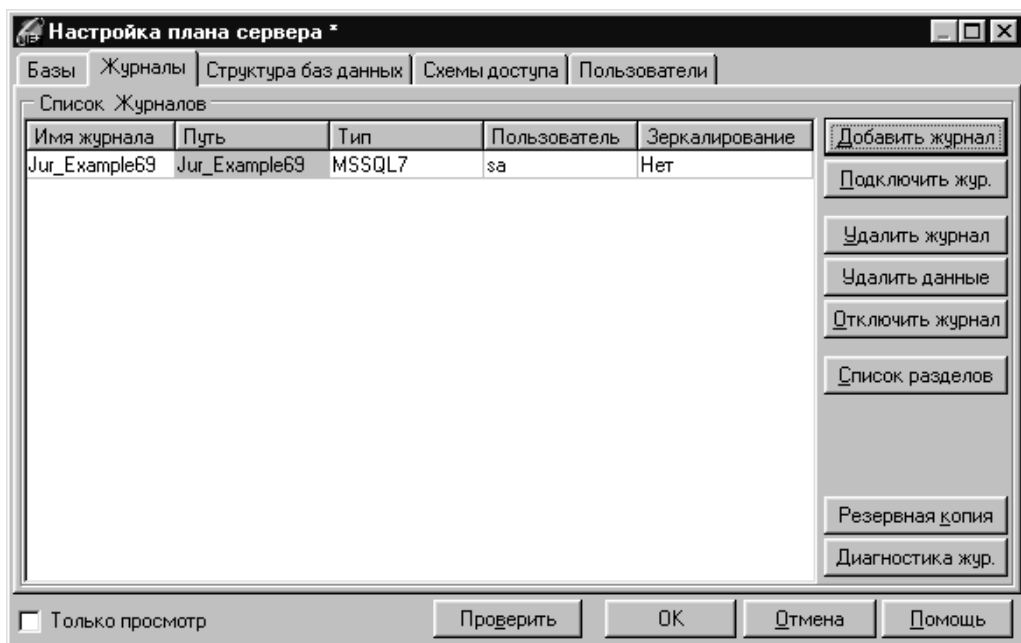 Настройка плана сервера *
Базы Журналы Структура баз данных Схемы доступа Пользователи
Список Журналов
Имя журнала Путь Тип Пользователь Зеркалирование
Jur_Example69 Jur_Example69 MSSQL7 sa Нет
Добавить журнал
Подключить жур.
Удалить журнал
Удалить данные
Отключить журнал
Список разделов
Резервная копия
Диагностика жур.
Только просмотр Проверить OK Отмена Помощь